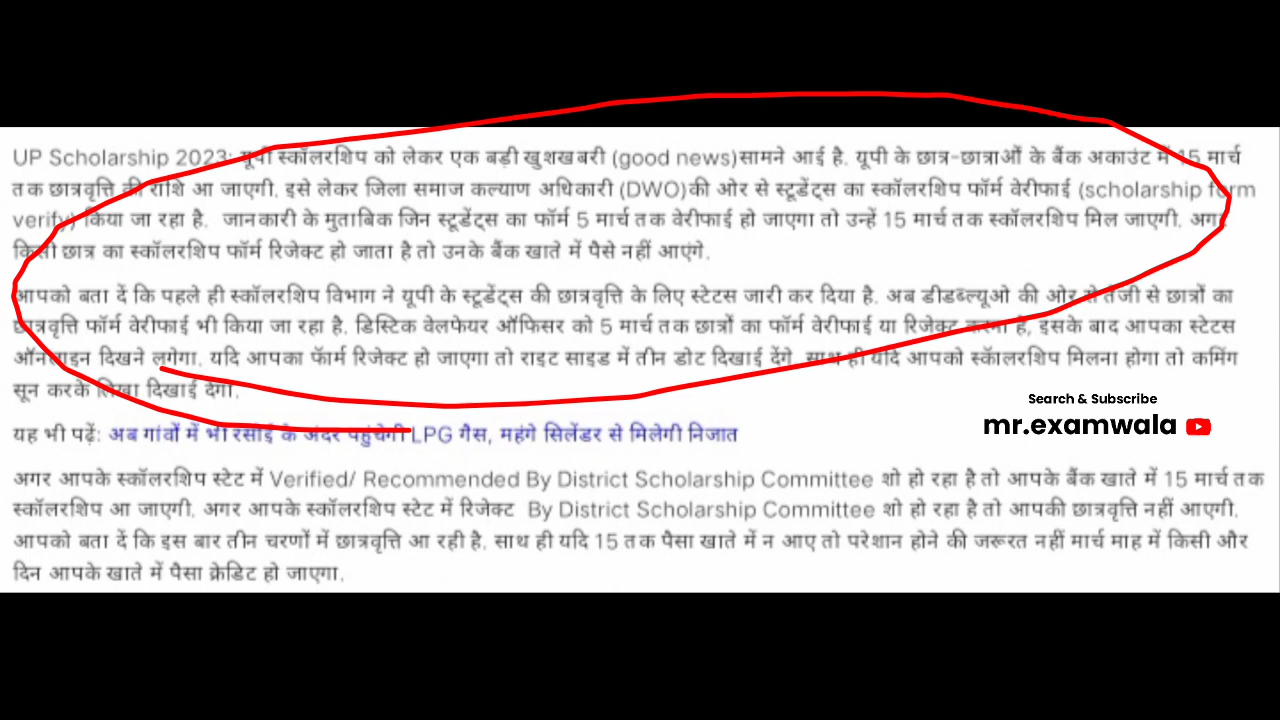 UP Scholarship 2023: यूपी स्कॉलरशिप को लेकर एक बड़ी खुशखबरी (good news)सामने आई है. यूपी के छात्र-छात्राओं के बैंक अकाउंट में 15 मार्च
तक छात्रवृत्ति की राशि आ जाएगी. इसे लेकर जिला समाज कल्याण अधिकारी (DWO)की ओर से स्टूडेंट्स का स्कॉलरशिप फॉर्म वेरीफाई (scholarship form
verify) किया जा रहा है. जानकारी के मुताबिक जिन स्टूडेंट्स का फॉर्म 5 मार्च तक वेरीफाई हो जाएगा तो उन्हें 15 मार्च तक स्कॉलरशिप मिल जाएगी. अगर
किसी छात्र का स्कॉलरशिप फॉर्म रिजेक्ट हो जाता है तो उनके बैंक खाते में पैसे नहीं आएंगे.
आपको बता दें कि पहले ही स्कॉलरशिप विभाग ने यूपी के स्टूडेंट्स की छात्रवृत्ति के लिए स्टेटस जारी कर दिया है. अब डीडब्ल्यूओ की ओर से तेजी से छात्रों का
छात्रवृत्ति फॉर्म वेरीफाई भी किया जा रहा है. डिस्टिक वेलफेयर ऑफिसर को 5 मार्च तक छात्रों का फॉर्म वेरीफाई या रिजेक्ट करना है, इसके बाद आपका स्टेटस
ऑनलाइन दिखने लगेगा. यदि आपका फॅार्म रिजेक्ट हो जाएगा तो राइट साइड में तीन डोट दिखाई देंगे. साथ ही यदि आपको स्कॅालरशिप मिलना होगा तो कमिंग
सून करके लिखा दिखाई देगा.
Search & Subscribe
mr.examwala
यह भी पढ़ें: अब गांवों में भी रसोई के अंदर पहुंचेगी LPG गैस, महंगे सिलेंडर से मिलेगी निजात
अगर आपके स्कॉलरशिप स्टेट में Verified/ Recommended By District Scholarship Committee शो हो रहा है तो आपके बैंक खाते में 15 मार्च तक
स्कॉलरशिप आ जाएगी. अगर आपके स्कॉलरशिप स्टेट में रिजेक्ट By District Scholarship Committee शो हो रहा है तो आपकी छात्रवृत्ति नहीं आएगी.
आपको बता दें कि इस बार तीन चरणों में छात्रवृत्ति आ रही है. साथ ही यदि 15 तक पैसा खाते में न आए तो परेशान होने की जरूरत नहीं मार्च माह में किसी और
दिन आपके खाते में पैसा क्रेडिट हो जाएगा.